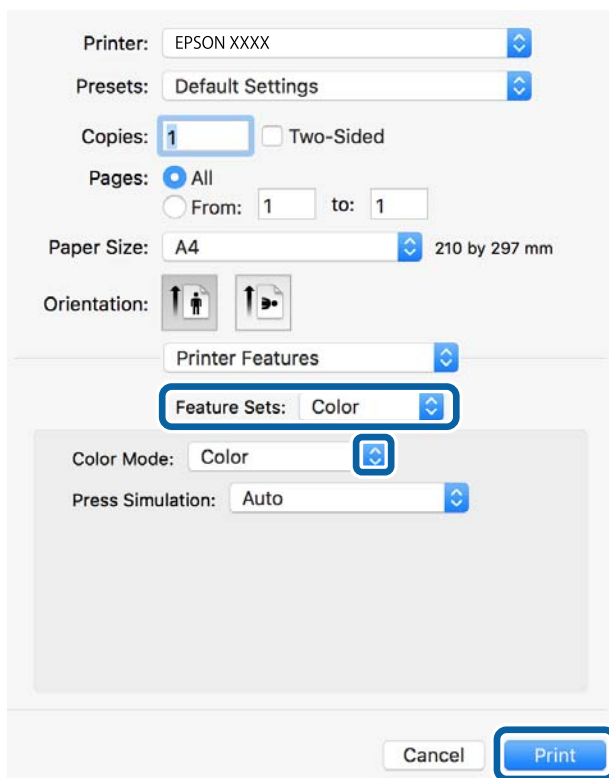 Printer: EPSON XXXX
Presets: Default Settings
Copies: 1 Two-Sided
Pages: All
From: 1 to: 1
Paper Size: A4 210 by 297 mm
Orientation:
Printer Features
Feature Sets: Color
Color Mode: Color
Press Simulation: Auto
Cancel Print